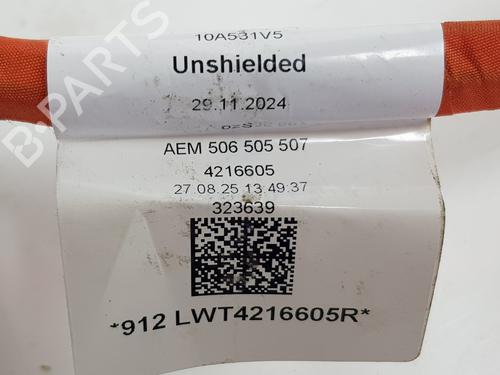 10A531V5
Unshielded
29.11.2024
AEM 506 505 507
4216605
27.08.25 13:49:37
323639
*912 LWT4216605R*
B-PARTS